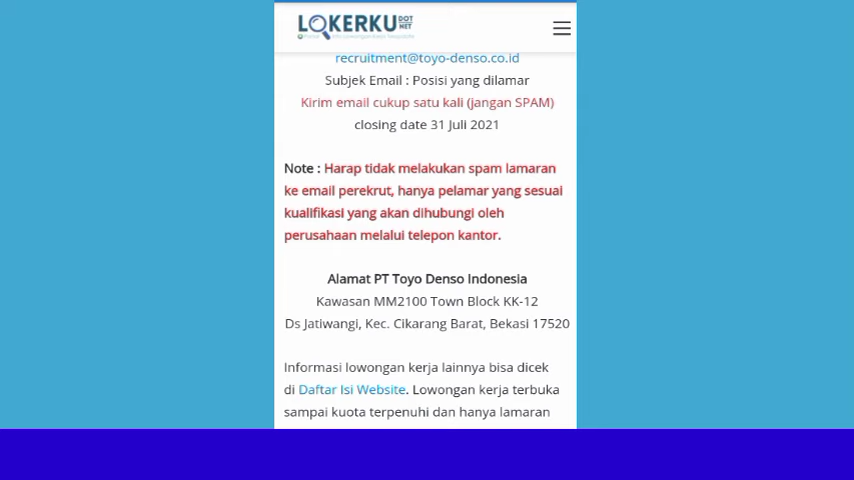 LOKERKU DOT NET
recruitment@toyo-denso.co.id
Subjek Email : Posisi yang dilamar
Kirim email cukup satu kali (jangan SPAM)
closing date 31 Juli 2021
Note : Harap tidak melakukan spam lamaran
ke email perekrut, hanya pelamar yang sesuai
kualifikasi yang akan dihubungi oleh
perusahaan melalui telepon kantor.
Alamat PT Toyo Denso Indonesia
Kawasan MM2100 Town Block KK-12
Ds Jatiwangi, Kec. Cikarang Barat, Bekasi 17520
Informasi lowongan kerja lainnya bisa dicek
di Daftar Isi Website. Lowongan kerja terbuka
sampai kuota terpenuhi dan hanya lamaran